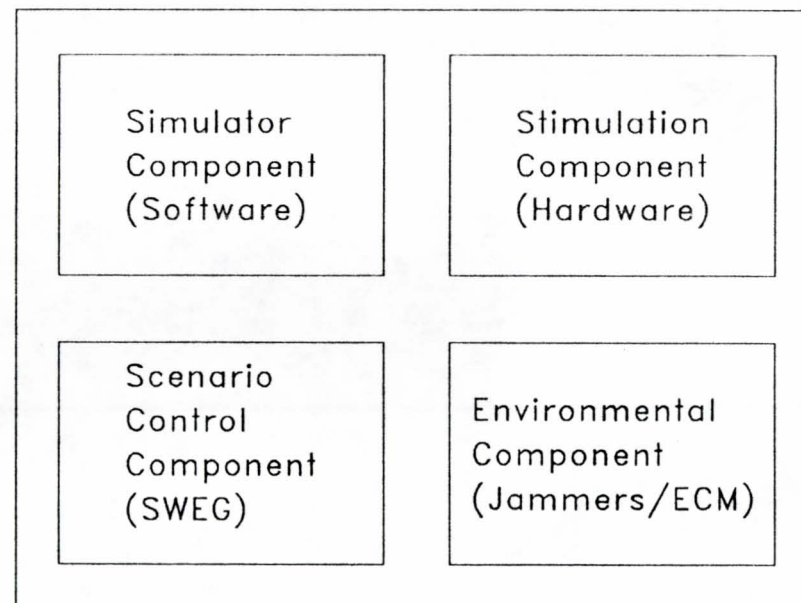 Simulator
Component
(Software)
Stimulation
Component
(Hardware)
Scenario
Control
Component
(SWEG)
Environmental
Component
(Jammers/ECM)